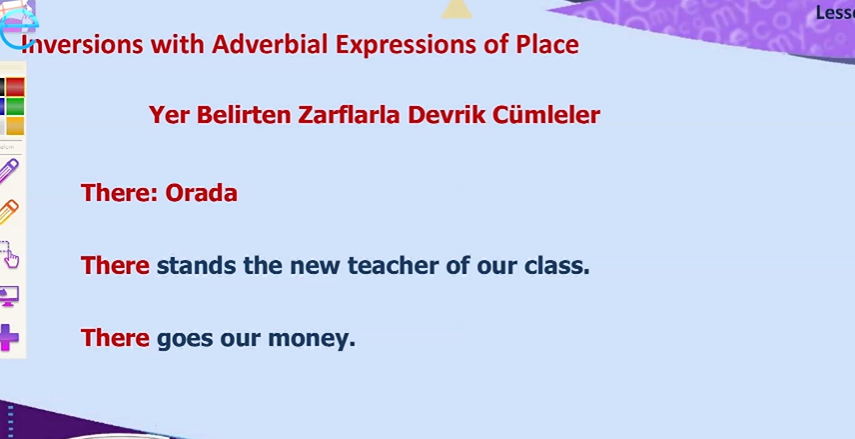 Lesso
Inversions with Adverbial Expressions of Place
Yer Belirten Zarflarla Devrik Cümleler
There: Orada
There stands the new teacher of our class.
There goes our money.